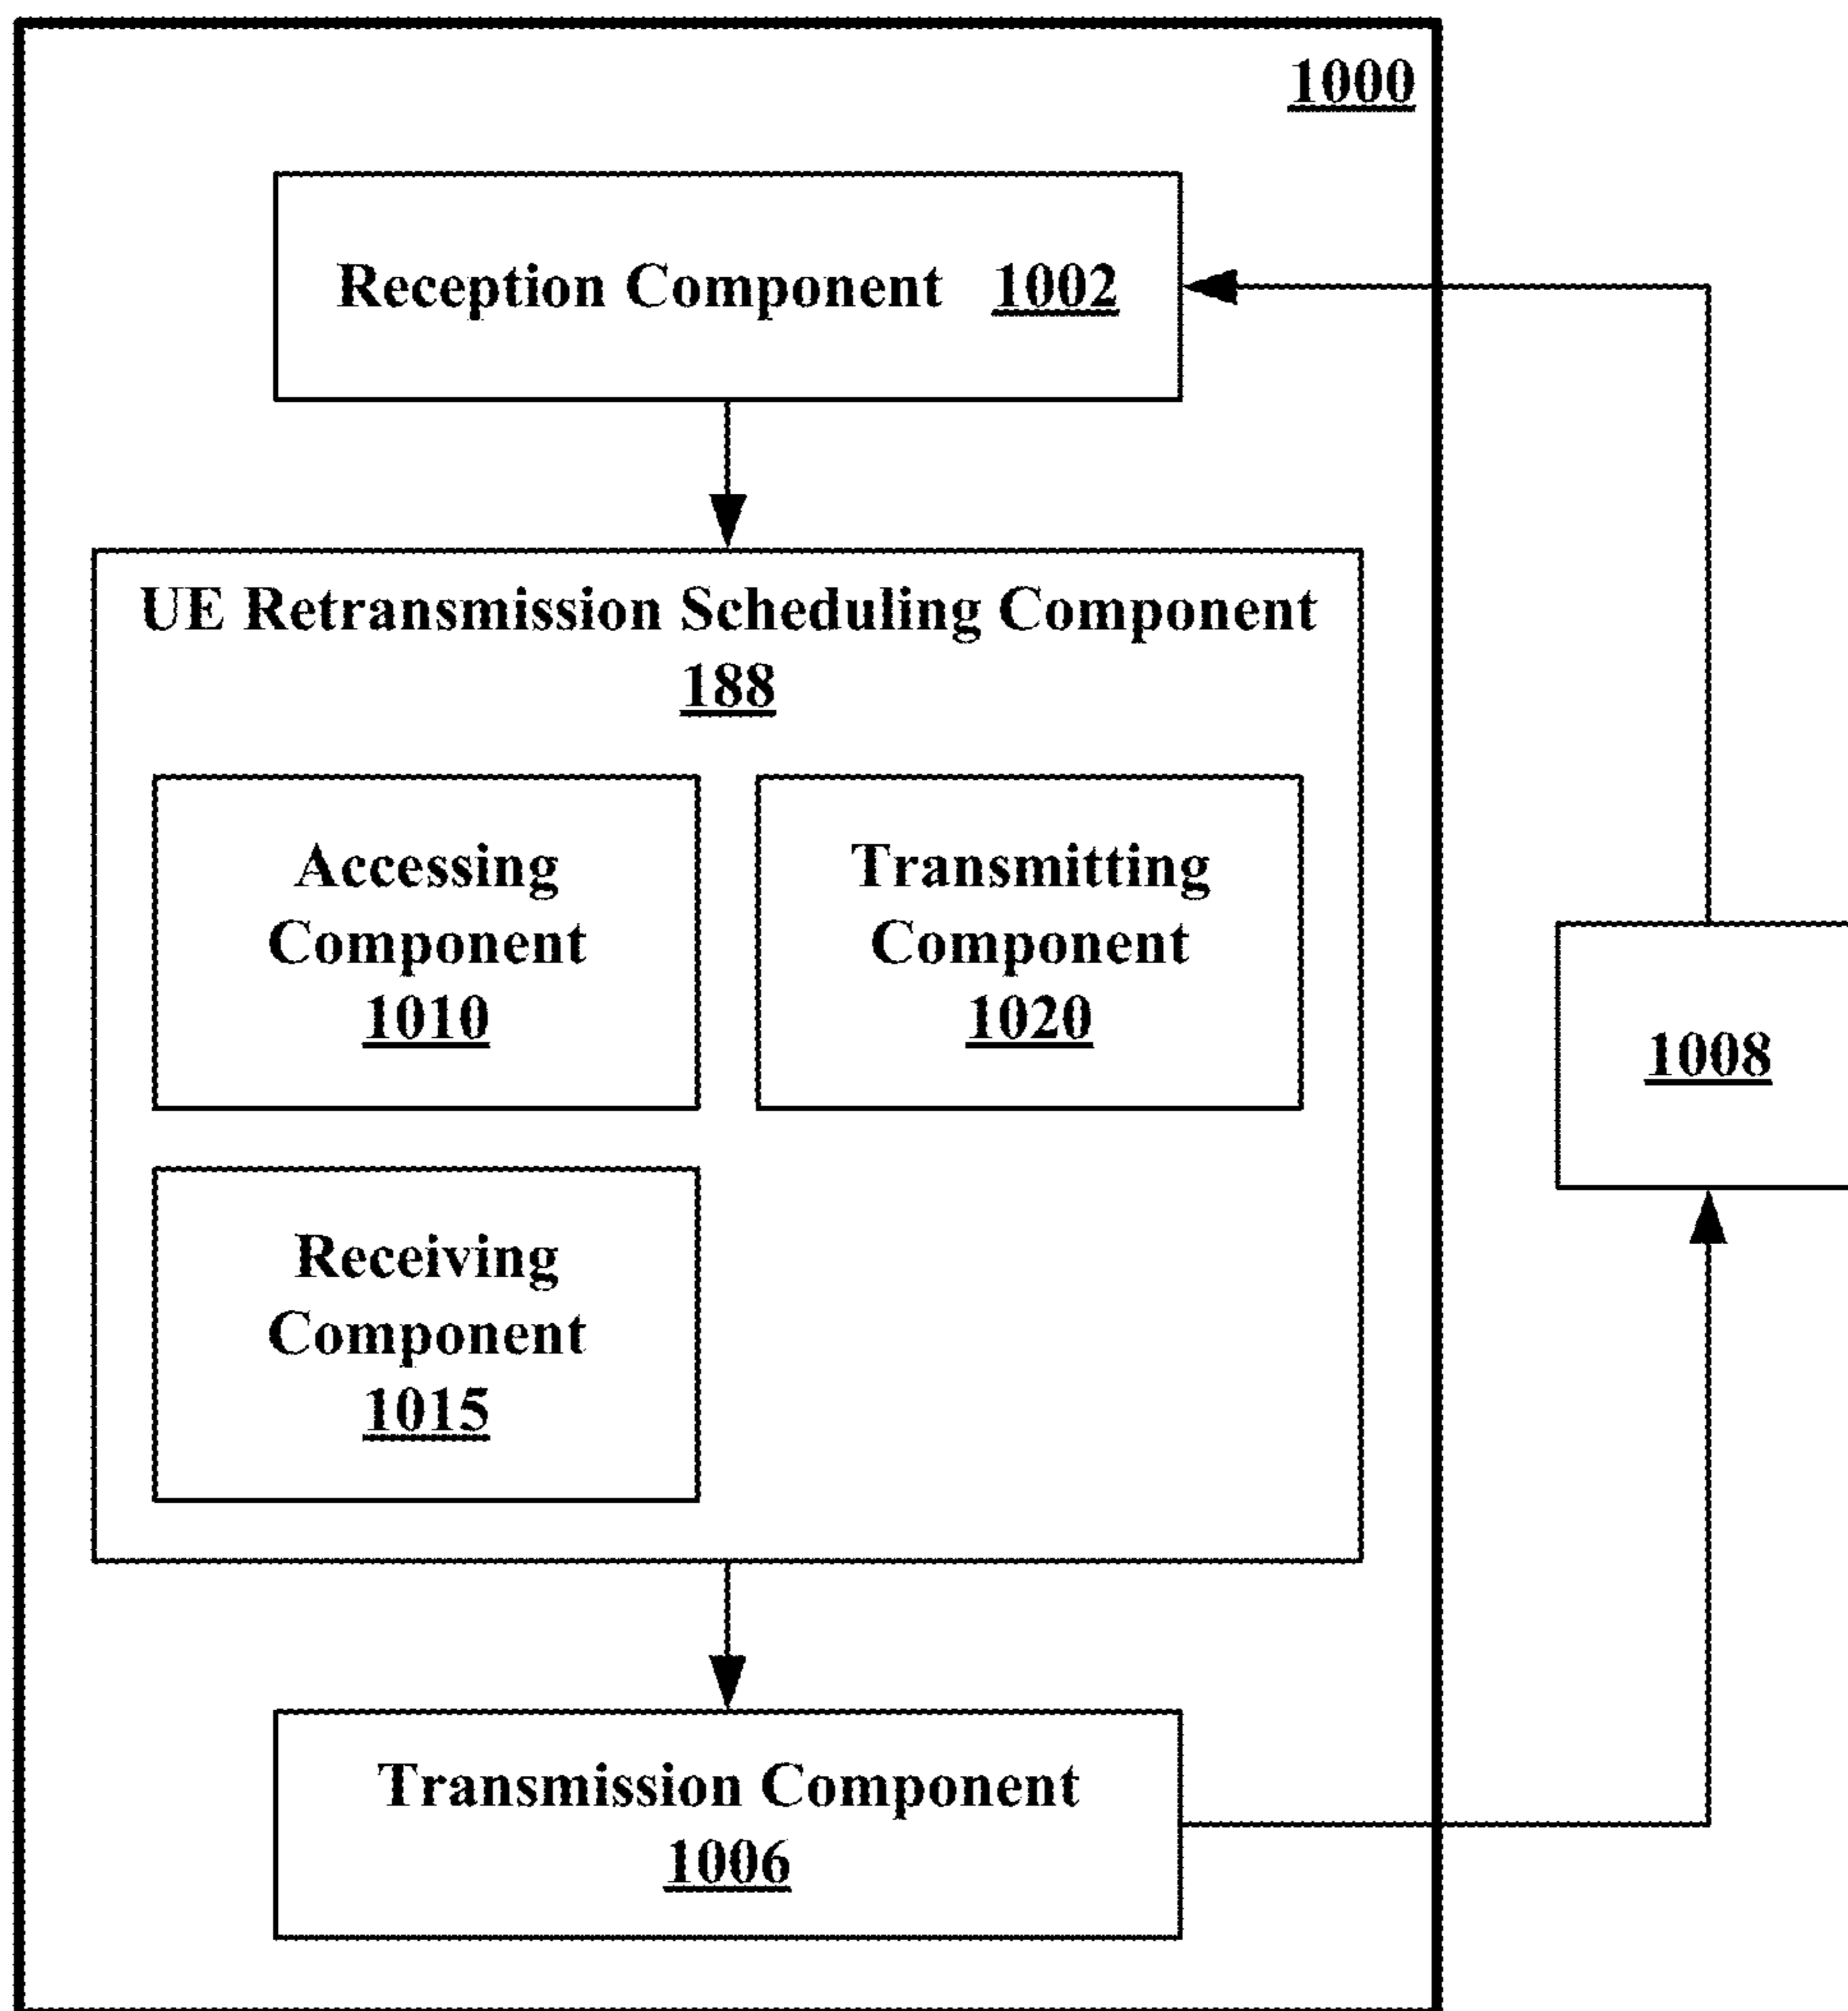 1000
Reception Component 1002
UE Retransmission Scheduling Component
188
Accessing
Component
1010
Transmitting
Component
1020
1008
Receiving
Component
1015
Transmission Component
1006